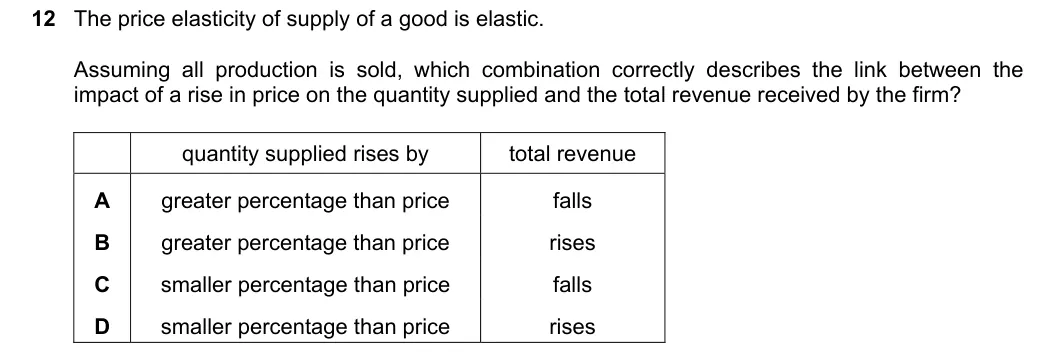 12 The price elasticity of supply of a good is elastic.
Assuming all production is sold, which combination correctly describes the link between the
impact of a rise in price on the quantity supplied and the total revenue received by the firm?
quantity supplied rises by total revenue
A greater percentage than price falls
B greater percentage than price rises
C smaller percentage than price falls
D smaller percentage than price rises